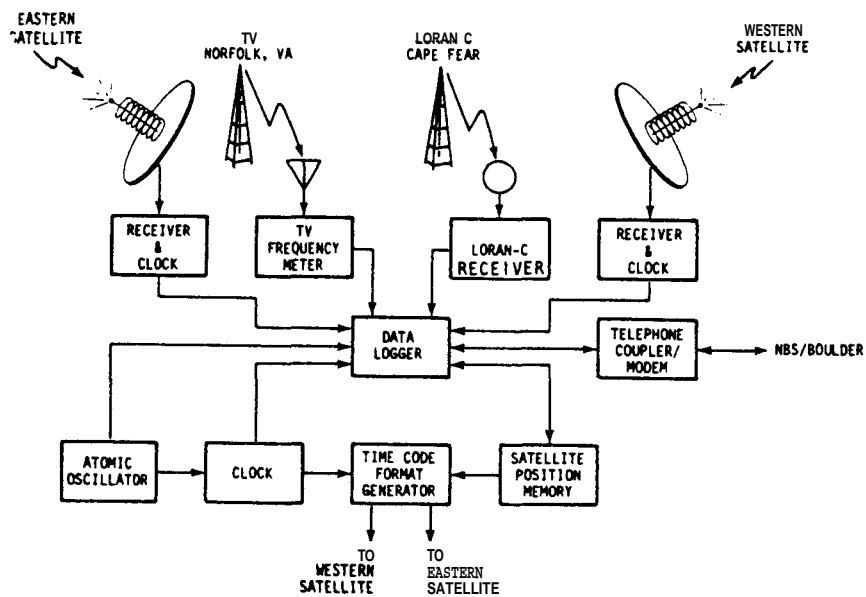 EASTERN
SATELLITE
TV
NORFOLK, VA
LORAN C
CAPE FEAR
WESTERN
SATELLITE
RECEIVER
&
CLOCK
TV
FREQUENCY
METER
LORAN-C
RECEIVER
RECEIVER
&
CLOCK
DATA
LOGGER
TELEPHONE
COUPLER/
MODEM
NBS/BOULDER
ATOMIC
OSCILLATOR
CLOCK
TIME CODE
FORMAT
GENERATOR
SATELLITE
POSITION
MEMORY
TO
WESTERN
SATELLITE
TO
EASTERN
SATELLITE